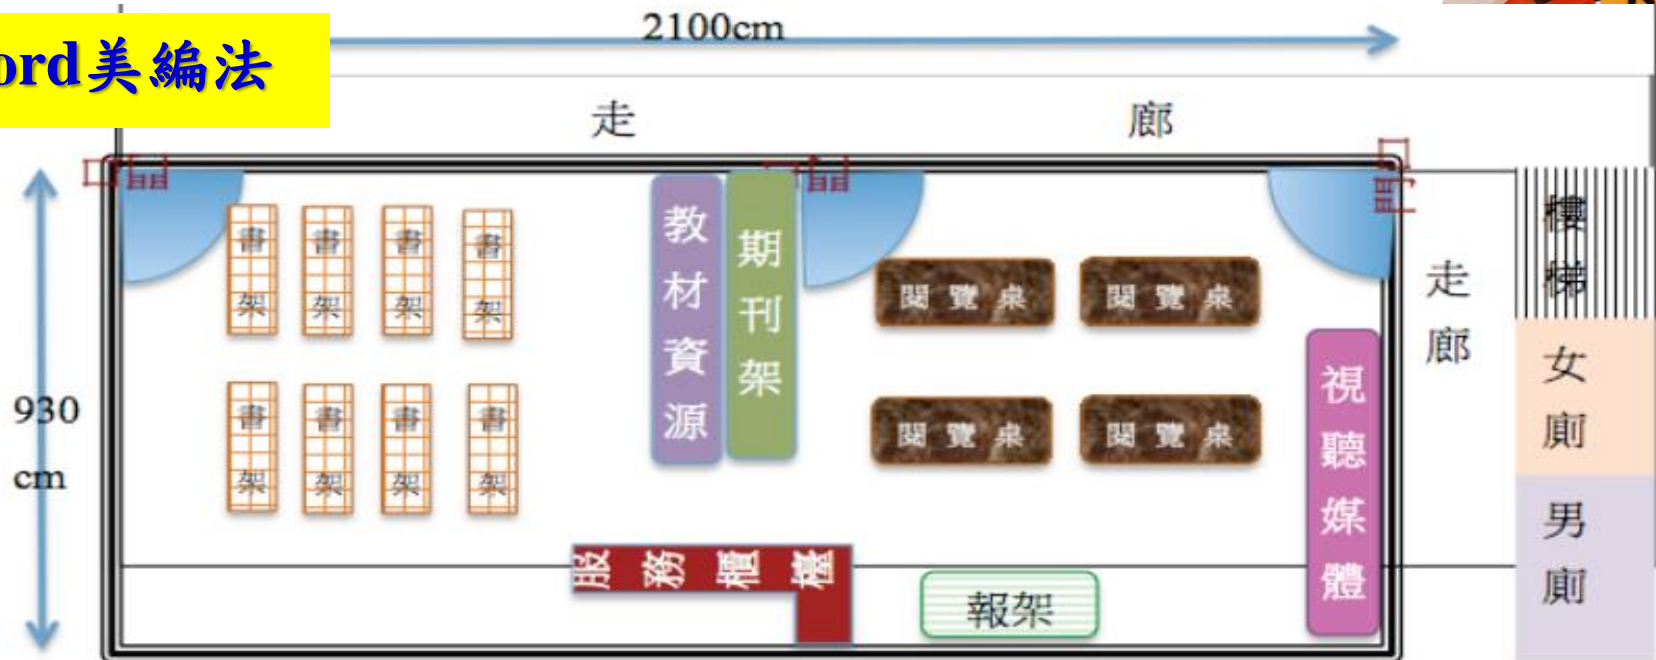 2100cm
ord美編法
走 廊
書架
書架
書架
書架
教材資源
期刊架
閱覽桌
閱覽桌
走廊
樓梯
930
cm
書架
書架
書架
書架
閱覽桌
閱覽桌
視聽媒體
女廁
男廁
服務櫃檯
報架